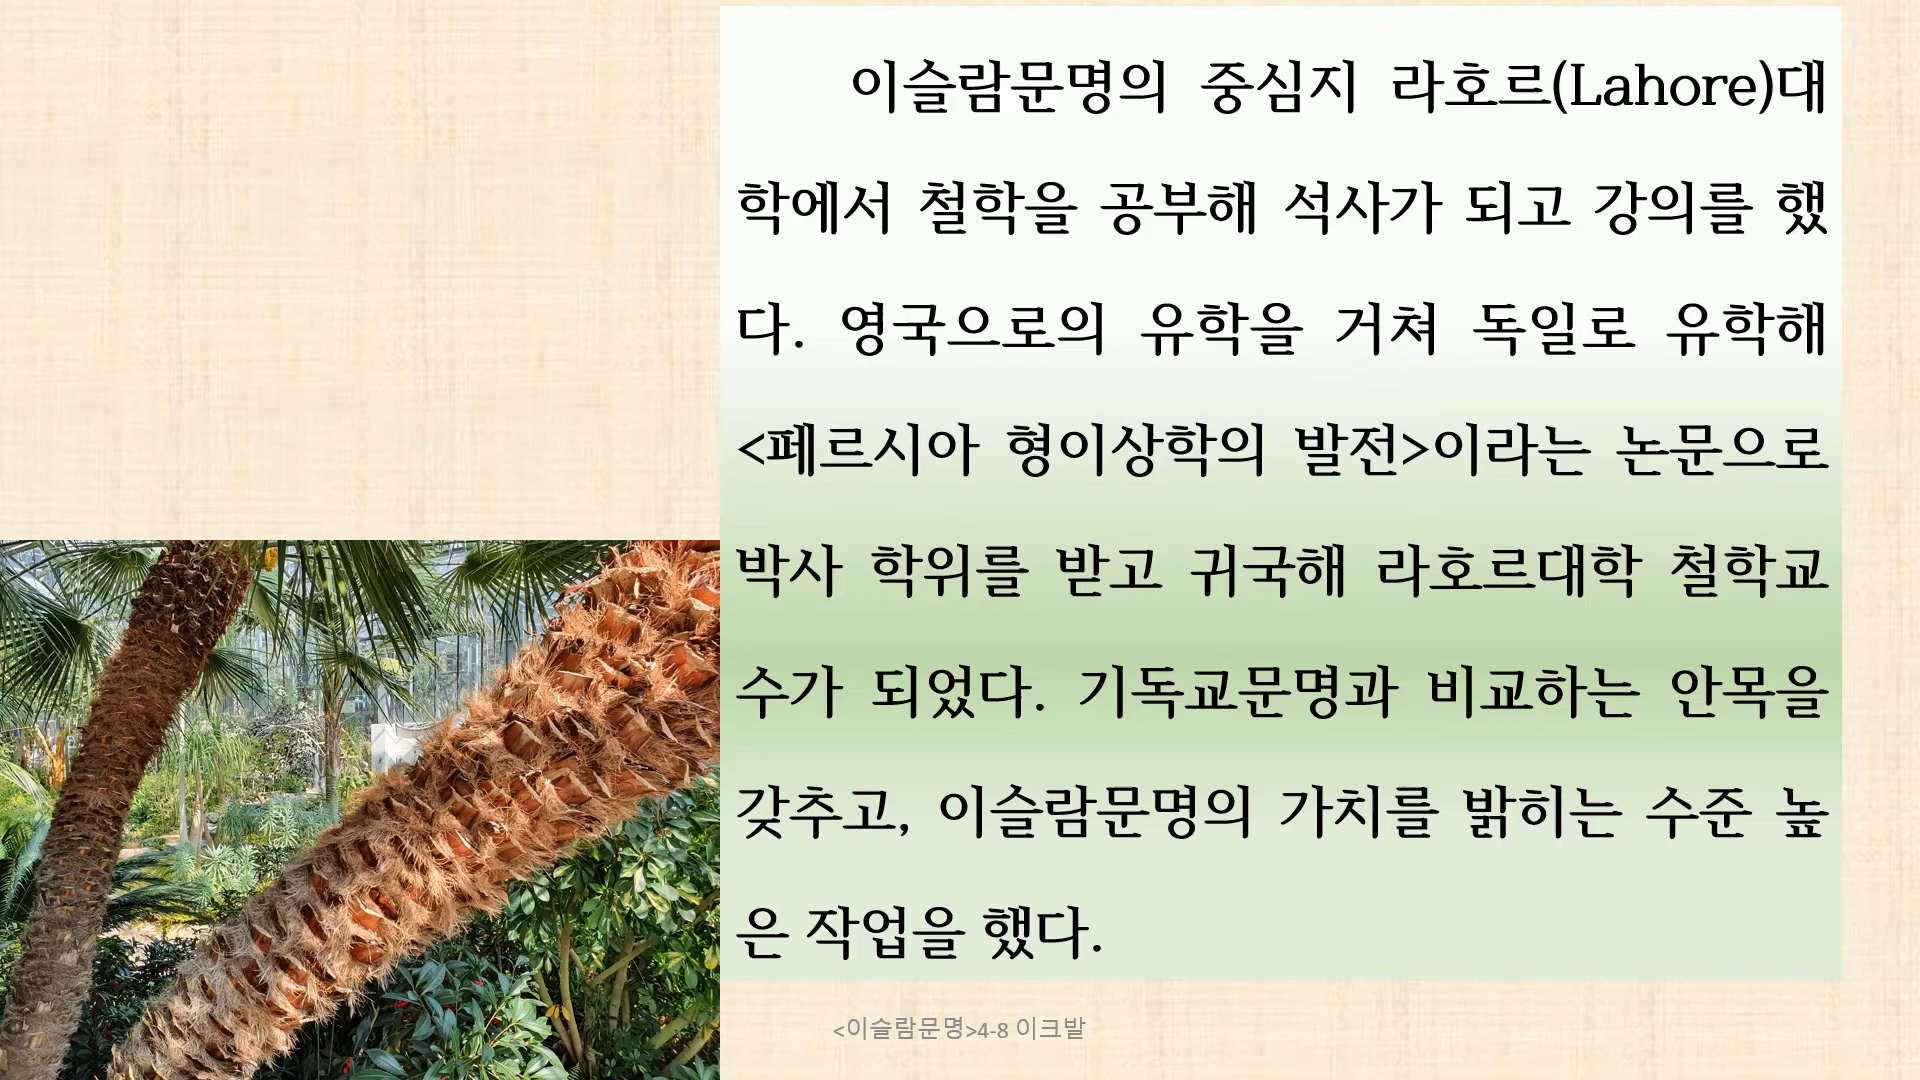 이슬람문명의 중심지 라호르(Lahore)대
학에서 철학을 공부해 석사가 되고 강의를 했
다. 영국으로의 유학을 거쳐 독일로 유학해
<페르시아 형이상학의 발전>이라는 논문으로
박사 학위를 받고 귀국해 라호르대학 철학교
수가 되었다. 기독교문명과 비교하는 안목을
갖추고, 이슬람문명의 가치를 밝히는 수준 높
은 작업을 했다.
<이슬람문명>4-8 이크발